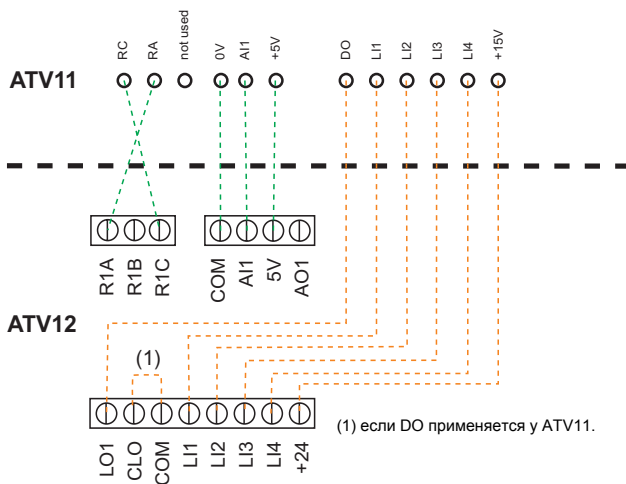 RC RA not used 0V AI1 +5V DO LI1 LI2 LI3 LI4 +15V
ATV11
R1A R1B R1C COM AI1 5V AO1
ATV12
(1)
LO1 CLO COM LI1 LI2 LI3 LI4 +24
(1) если DO применяется у ATV11.